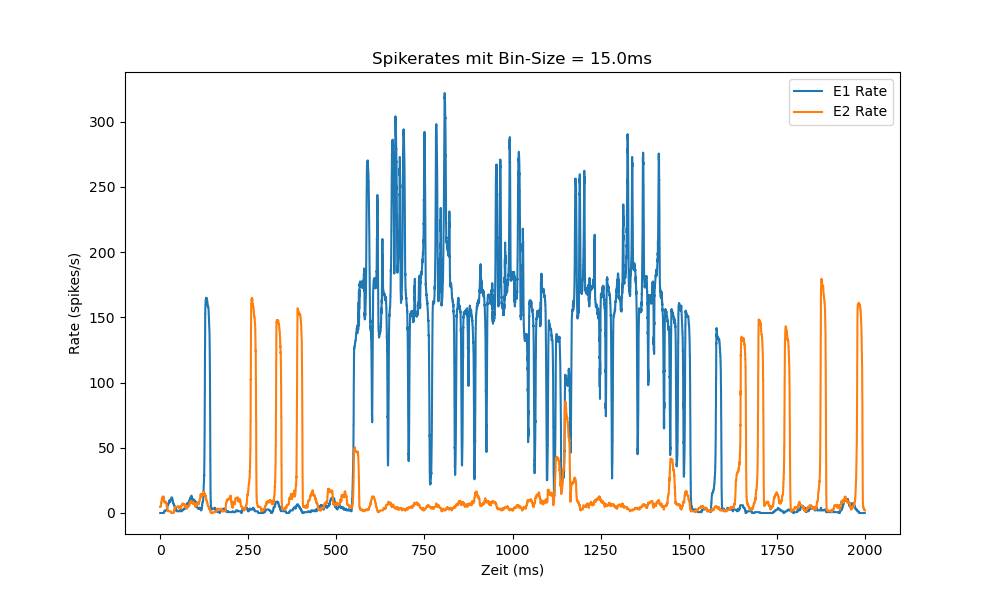 Spikerates mit Bin-Size = 15.0ms
E1 Rate
E2 Rate
Rate (spikes/s)
300
250
200
150
100
50
0
0 250 500 750 1000 1250 1500 1750 2000
Zeit (ms)